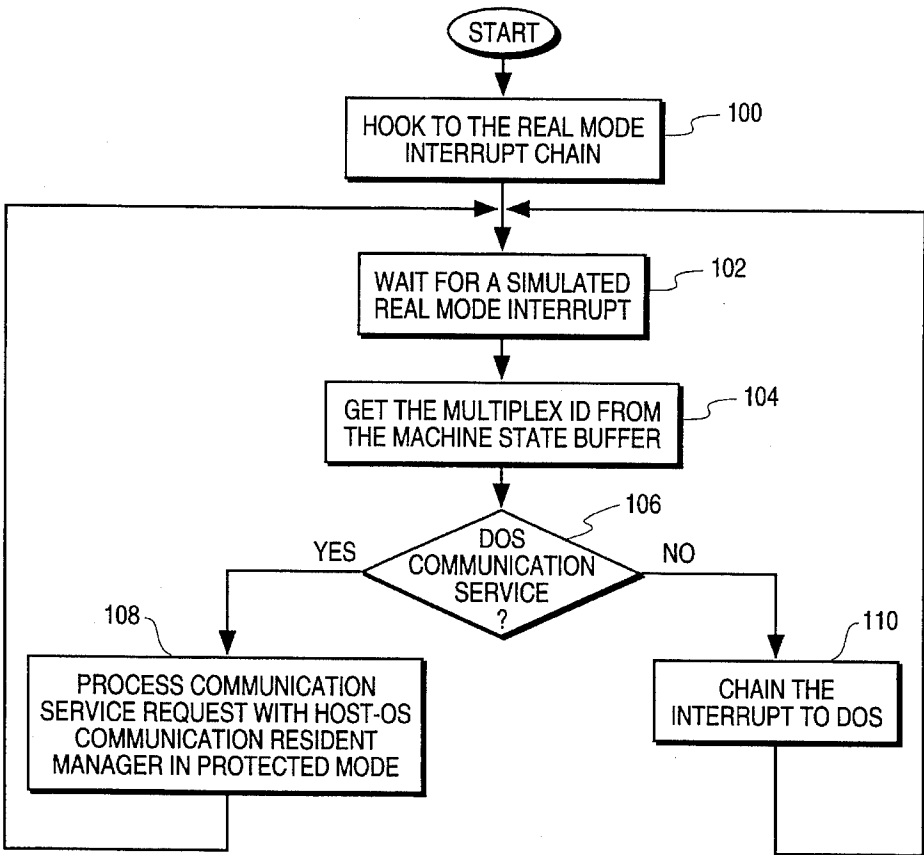 START
100
HOOK TO THE REAL MODE
INTERRUPT CHAIN
102
WAIT FOR A SIMULATED
REAL MODE INTERRUPT
104
GET THE MULTIPLEX ID FROM
THE MACHINE STATE BUFFER
106
YES
DOS
COMMUNICATION
SERVICE
?
NO
108
PROCESS COMMUNICATION
SERVICE REQUEST WITH HOST-OS
COMMUNICATION RESIDENT
MANAGER IN PROTECTED MODE
110
CHAIN THE
INTERRUPT TO DOS